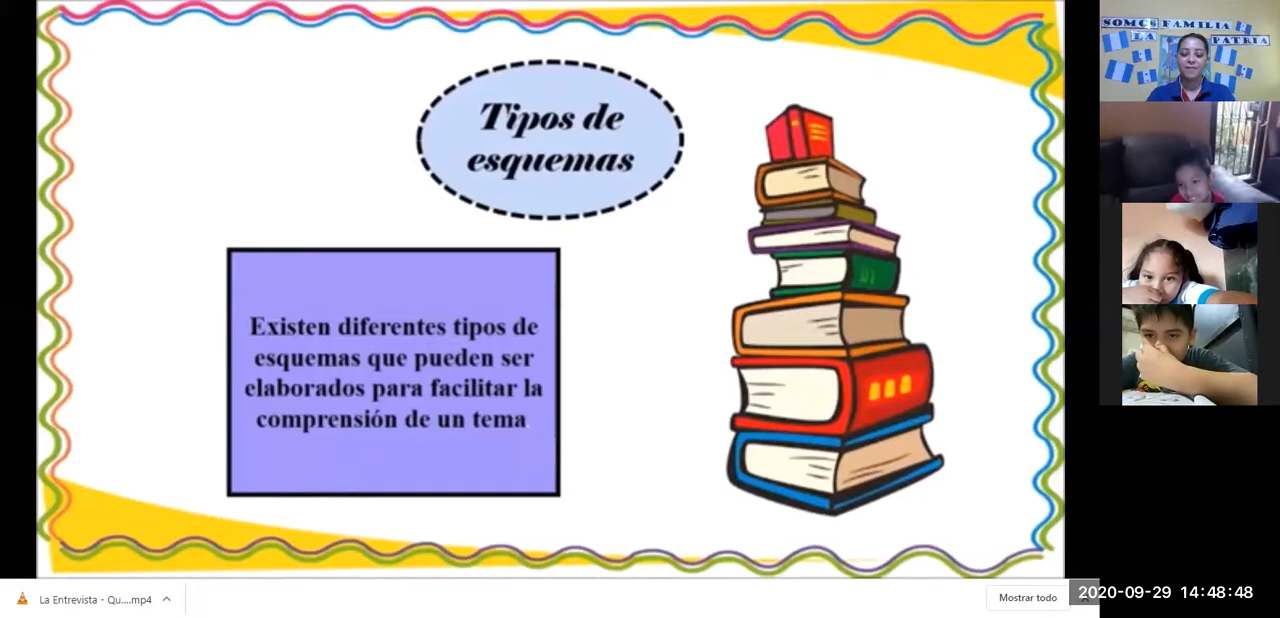 Tipos de
esquemas
Existen diferentes tipos de
esquemas que pueden ser
elaborados para facilitar la
comprensión de un tema
SOMOS FAMILIA
LA PATRIA
La Entrevista - Qu....mp4
Mostrar todo
2020-09-29 14:48:48